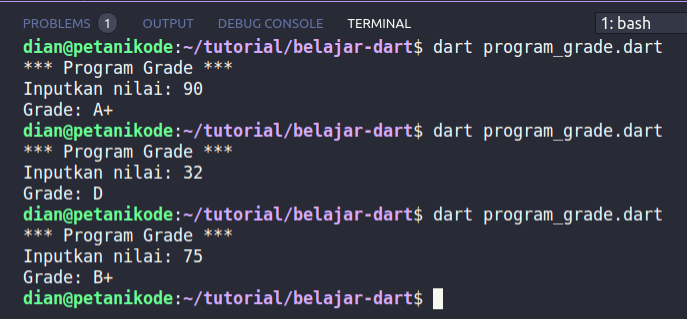 PROBLEMS 1 OUTPUT DEBUG CONSOLE TERMINAL 1: bash
dian@petanikode:~/tutorial/belajar-dart$ dart program_grade.dart
*** Program Grade ***
Inputkan nilai: 90
Grade: A+
dian@petanikode:~/tutorial/belajar-dart$ dart program_grade.dart
*** Program Grade ***
Inputkan nilai: 32
Grade: D
dian@petanikode:~/tutorial/belajar-dart$ dart program_grade.dart
*** Program Grade ***
Inputkan nilai: 75
Grade: B+
dian@petanikode:~/tutorial/belajar-dart$